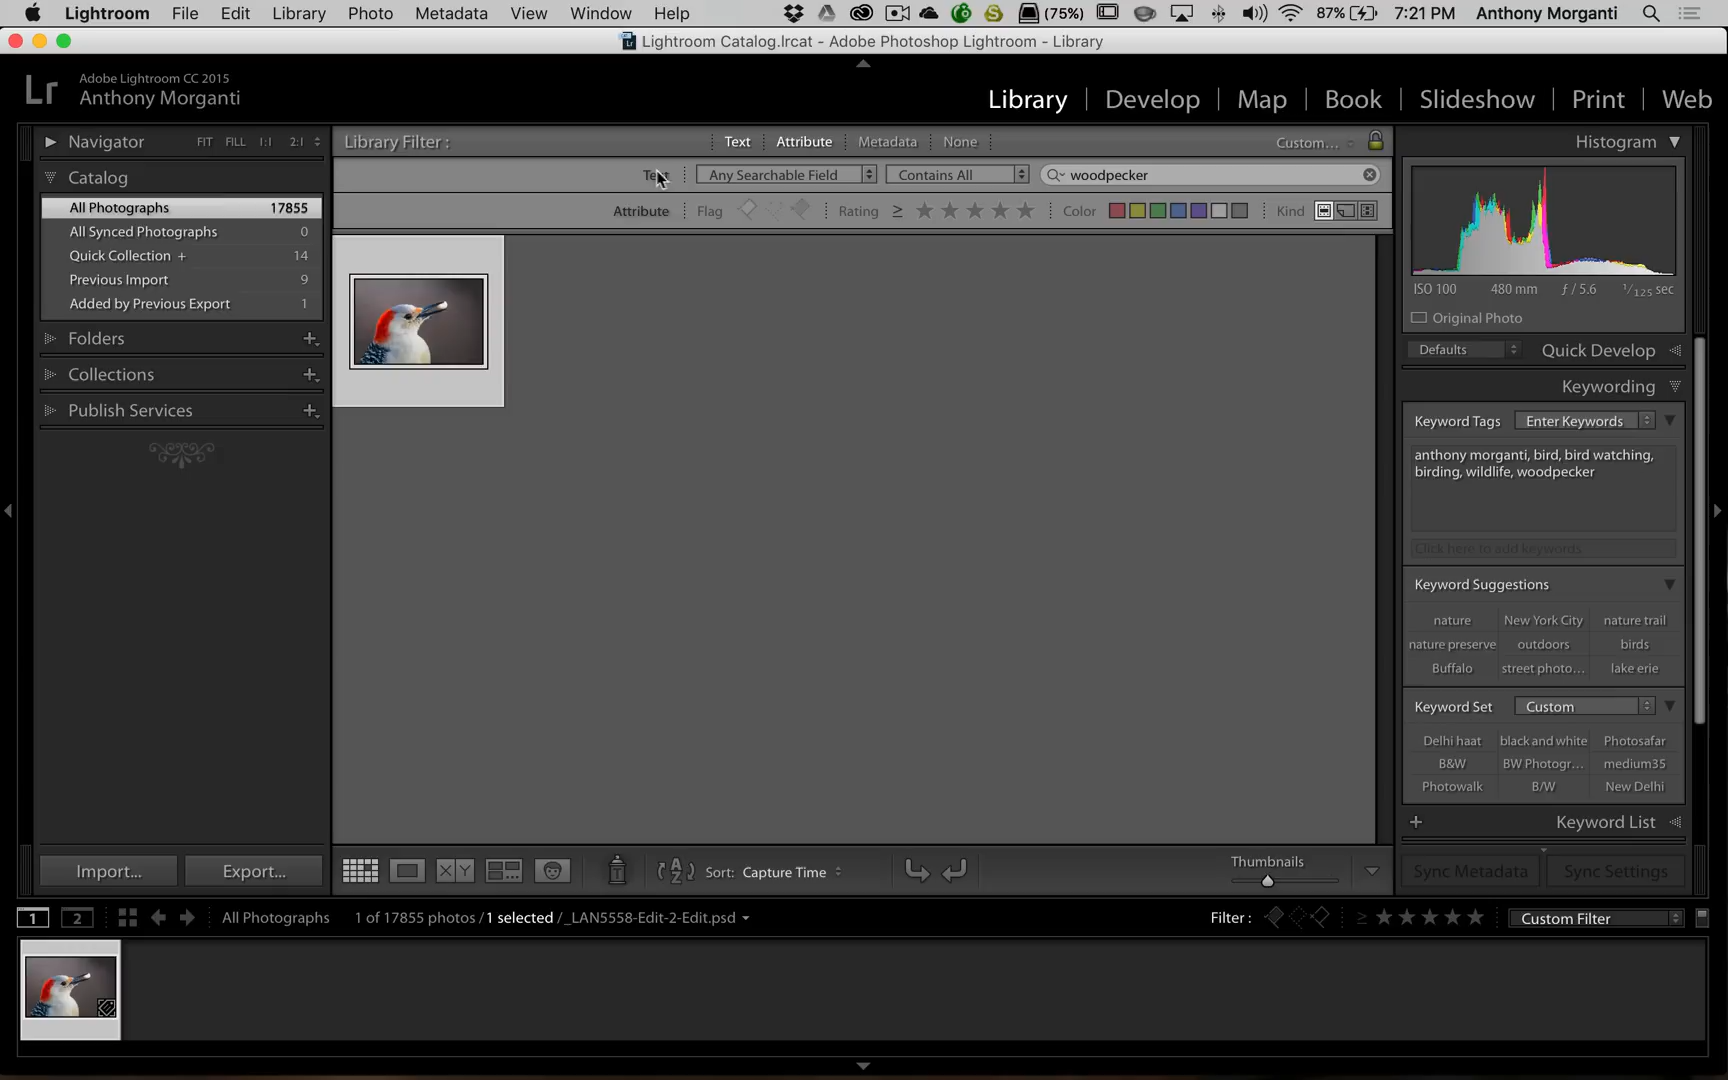 Lightroom File Edit Library Photo Metadata View Window Help (75%) 87% 7:21 PM Anthony Morganti
Lightroom Catalog.lrcat - Adobe Photoshop Lightroom - Library
Lr Adobe Lightroom CC 2015
Anthony Morganti
Library | Develop | Map | Book | Slideshow | Print | Web
Navigator FIT FILL 1:1 2:1
Catalog
All Photographs 17855
All Synced Photographs 0
Quick Collection + 14
Previous Import 9
Added by Previous Export 1
Folders
Collections
Publish Services
Import... Export...
Library Filter : Text Attribute Metadata None Custom...
Text Any Searchable Field Contains All woodpecker
Attribute Flag Rating ≥ Color Kind
Sort: Capture Time Thumbnails
Histogram
ISO 100 480 mm ƒ / 5.6 1/125 sec
Original Photo
Defaults Quick Develop
Keywording
Keyword Tags Enter Keywords
anthony morganti, bird, bird watching,
birding, wildlife, woodpecker
Click here to add keywords
Keyword Suggestions
nature New York City nature trail
nature preserve outdoors birds
Buffalo street photo... lake erie
Keyword Set Custom
Delhi haat black and white Photosafar
B&W BW Photogr... medium35
Photowalk B/W New Delhi
+ Keyword List
Sync Metadata Sync Settings
1 2 All Photographs 1 of 17855 photos / 1 selected / _LAN5558-Edit-2-Edit.psd Filter : ≥ Custom Filter